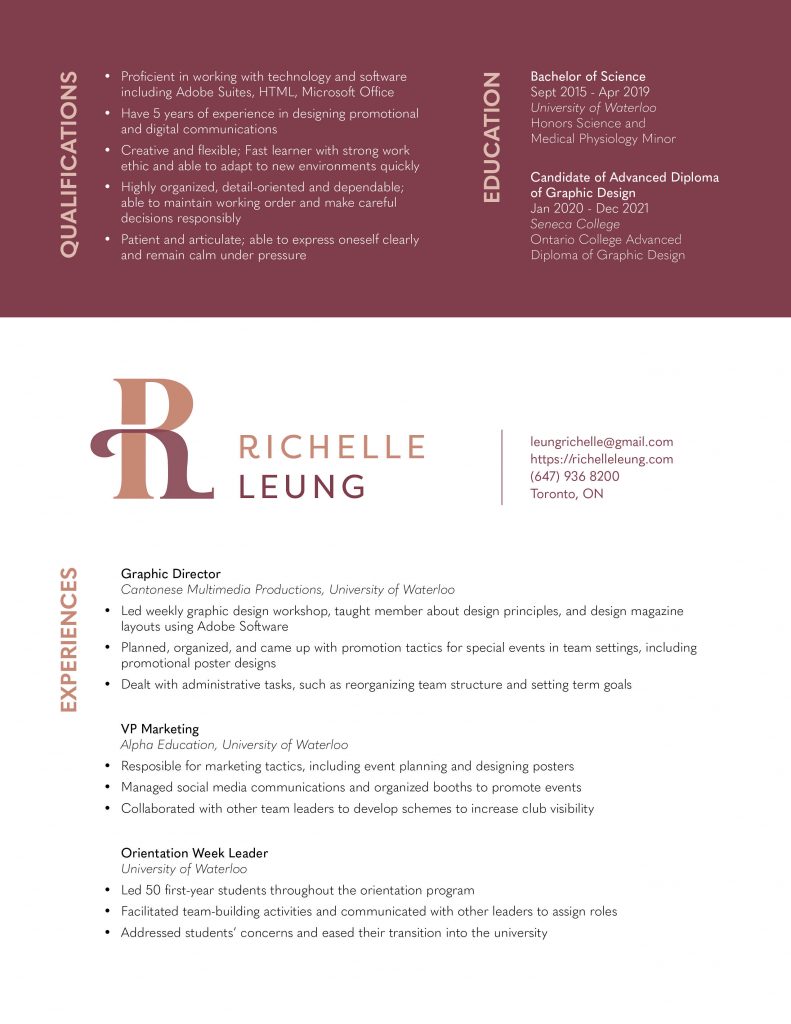 QUALIFICATIONS
• Proficient in working with technology and software
including Adobe Suites, HTML, Microsoft Office
• Have 5 years of experience in designing promotional
and digital communications
• Creative and flexible; Fast learner with strong work
ethic and able to adapt to new environments quickly
• Highly organized, detail-oriented and dependable;
able to maintain working order and make careful
decisions responsibly
• Patient and articulate; able to express oneself clearly
and remain calm under pressure
EDUCATION
Bachelor of Science
Sept 2015 - Apr 2019
University of Waterloo
Honors Science and
Medical Physiology Minor
Candidate of Advanced Diploma
of Graphic Design
Jan 2020 - Dec 2021
Seneca College
Ontario College Advanced
Diploma of Graphic Design
R
RICHELLE
LEUNG
leungrichelle@gmail.com
https://richelleleung.com
(647) 936 8200
Toronto, ON
EXPERIENCES
Graphic Director
Cantonese Multimedia Productions, University of Waterloo
• Led weekly graphic design workshop, taught member about design principles, and design magazine
layouts using Adobe Software
• Planned, organized, and came up with promotion tactics for special events in team settings, including
promotional poster designs
• Dealt with administrative tasks, such as reorganizing team structure and setting term goals
VP Marketing
Alpha Education, University of Waterloo
• Resposible for marketing tactics, including event planning and designing posters
• Managed social media communications and organized booths to promote events
• Collaborated with other team leaders to develop schemes to increase club visibility
Orientation Week Leader
University of Waterloo
• Led 50 first-year students throughout the orientation program
• Facilitated team-building activities and communicated with other leaders to assign roles
• Addressed students' concerns and eased their transition into the university